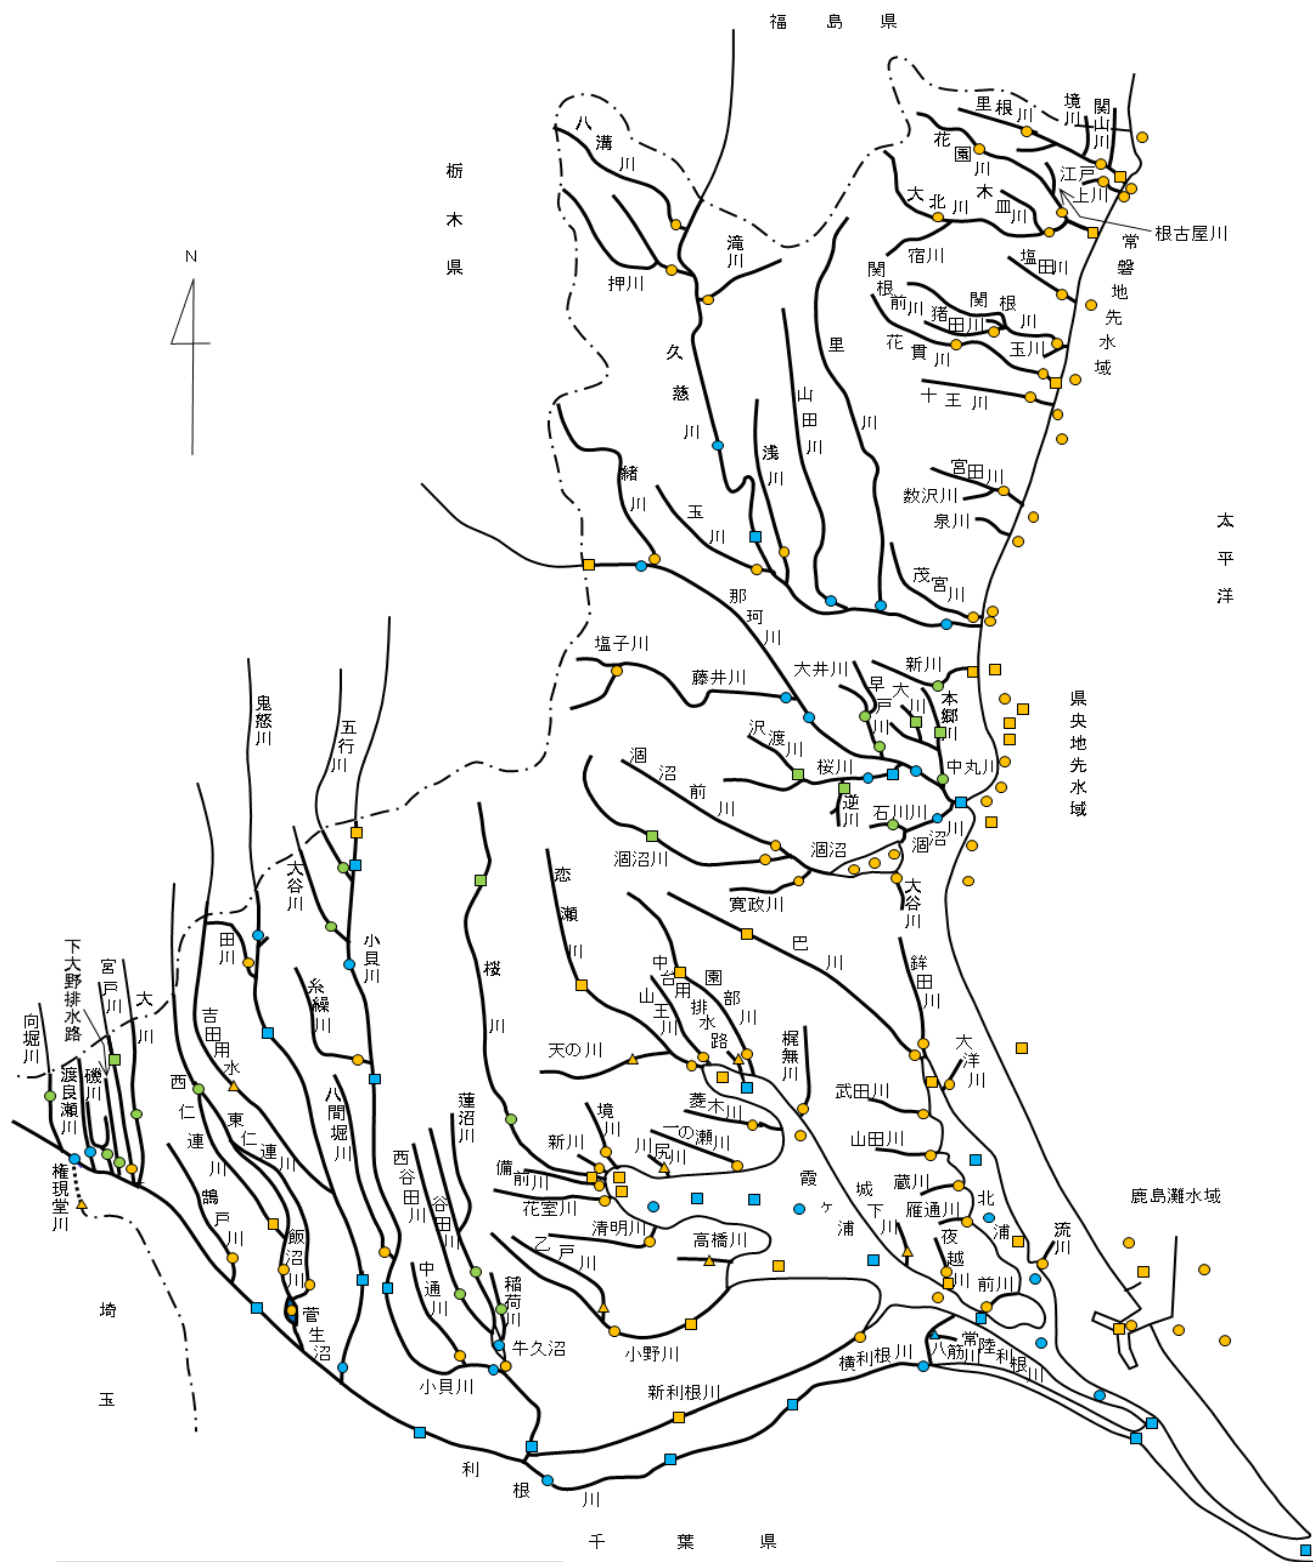 福島県
栃木県
N
八溝川
里根川
境川
関山川
花園川
江戸上川
大北川
木皿川
根古屋川
宿川
塩田川
常磐地先水域
滝川
押川
関根前川
関根川
猪田川
花貫川
玉川
十王川
久慈川
里川
山田川
浅川
宮田川
数沢川
泉川
緒川
玉川
茂宮川
太平洋
那珂川
塩子川
藤井川
大井川
新川
早戸川
大川
本郷川
県央地先水域
鬼怒川
五行川
沢渡川
桜川
中丸川
逆川
石川川
涸沼前川
涸沼川
涸沼
涸沼川
大谷川
寛政川
大谷川
恋瀬川
桜川
小貝川
田川
糸繰川
巴川
鉾田川
園部川
中台用排水路
山王川
梶無川
大洋川
天の川
下大野排水路
宮戸川
大川
向堀川
吉田用水
渡良瀬川
磯川
西仁連川
東仁連川
八間堀川
蓮沼川
境川
新川
川尻川
菱木川
一の瀬川
武田川
山田川
蔵川
雁通川
権現堂川
鵠戸川
飯沼川
西谷田川
谷田川
備前川
花室川
清明川
霞ヶ浦
城下川
北浦
流川
鹿島灘水域
夜越川
前川
乙戸川
高橋川
中通川
稲荷川
菅生沼
牛久沼
小野川
横利根川
八筋川
常陸利根川
小貝川
新利根川
埼玉
利根川
千葉県